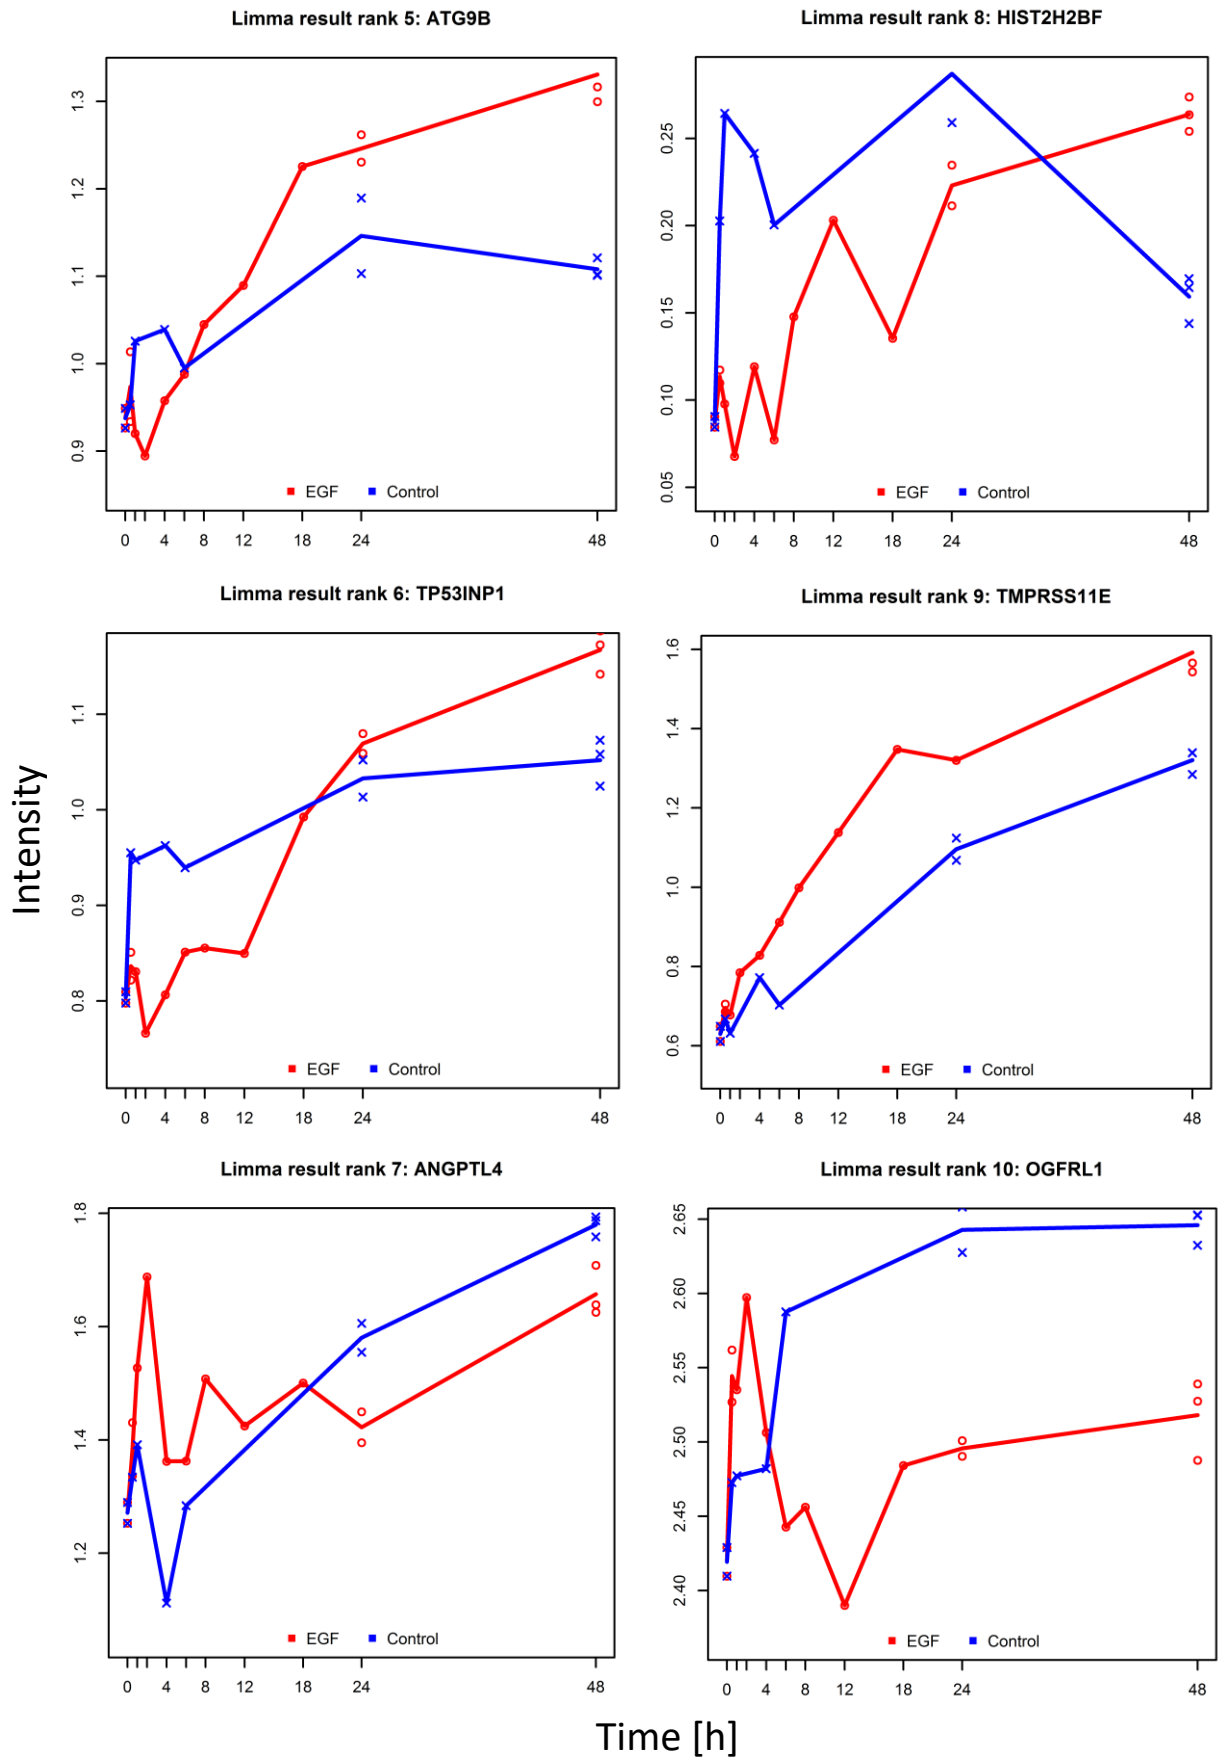 Limma result rank 5: ATG9B
1.3
1.2
1.1
1.0
0.9
EGF Control
0 4 8 12 18 24 48
Limma result rank 8: HIST2H2BF
0.25
0.20
0.15
0.10
0.05
EGF Control
0 4 8 12 18 24 48
Limma result rank 6: TP53INP1
1.1
1.0
0.9
0.8
EGF Control
0 4 8 12 18 24 48
Limma result rank 9: TMPRSS11E
1.6
1.4
1.2
1.0
0.8
0.6
EGF Control
0 4 8 12 18 24 48
Intensity
Limma result rank 7: ANGPTL4
1.8
1.6
1.4
1.2
EGF Control
0 4 8 12 18 24 48
Limma result rank 10: OGFRL1
2.65
2.60
2.55
2.50
2.45
2.40
EGF Control
0 4 8 12 18 24 48
Time [h]